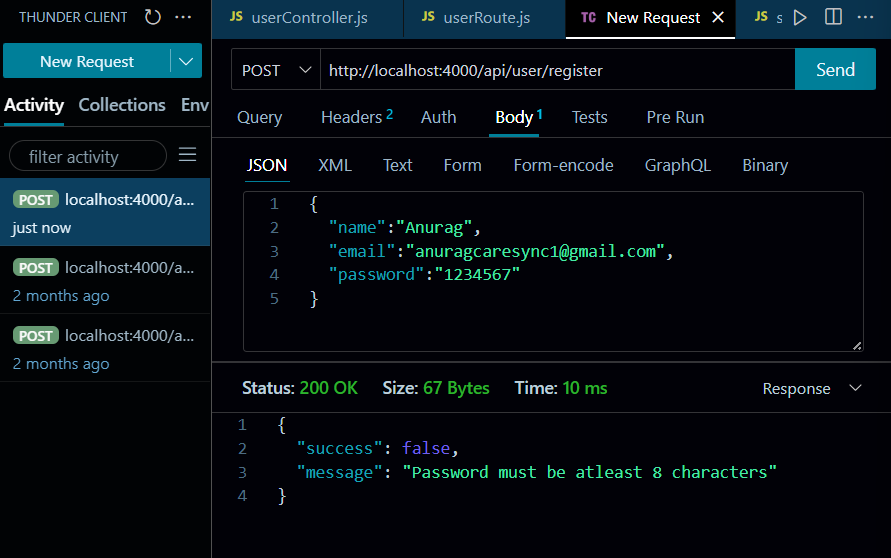 THUNDER CLIENT
New Request
Activity Collections Env
filter activity
POST localhost:4000/a...
just now
POST localhost:4000/a...
2 months ago
POST localhost:4000/a...
2 months ago
JS userController.js JS userRoute.js TC New Request JS s
POST http://localhost:4000/api/user/register Send
Query Headers 2 Auth Body 1 Tests Pre Run
JSON XML Text Form Form-encode GraphQL Binary
1 {
2 "name":"Anurag",
3 "email":"anuragcaresync1@gmail.com",
4 "password":"1234567"
5 }
Status: 200 OK Size: 67 Bytes Time: 10 ms Response
1 {
2 "success": false,
3 "message": "Password must be atleast 8 characters"
4 }